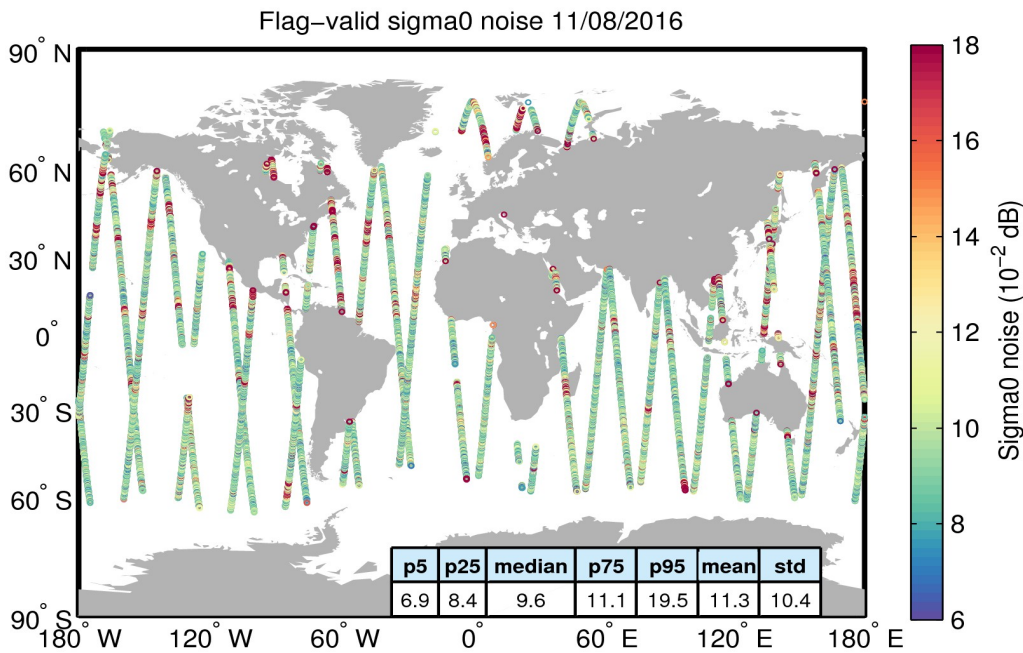 Flag−valid sigma0 noise 11/08/2016
90° N
60° N
30° N
0°
30° S
60° S
90° S
180° W
120° W
60° W
0°
60° E
120° E
180° E
p5 p25 median p75 p95 mean std
6.9 8.4 9.6 11.1 19.5 11.3 10.4
18
16
14
12
10
8
6
Sigma0 noise (10⁻² dB)